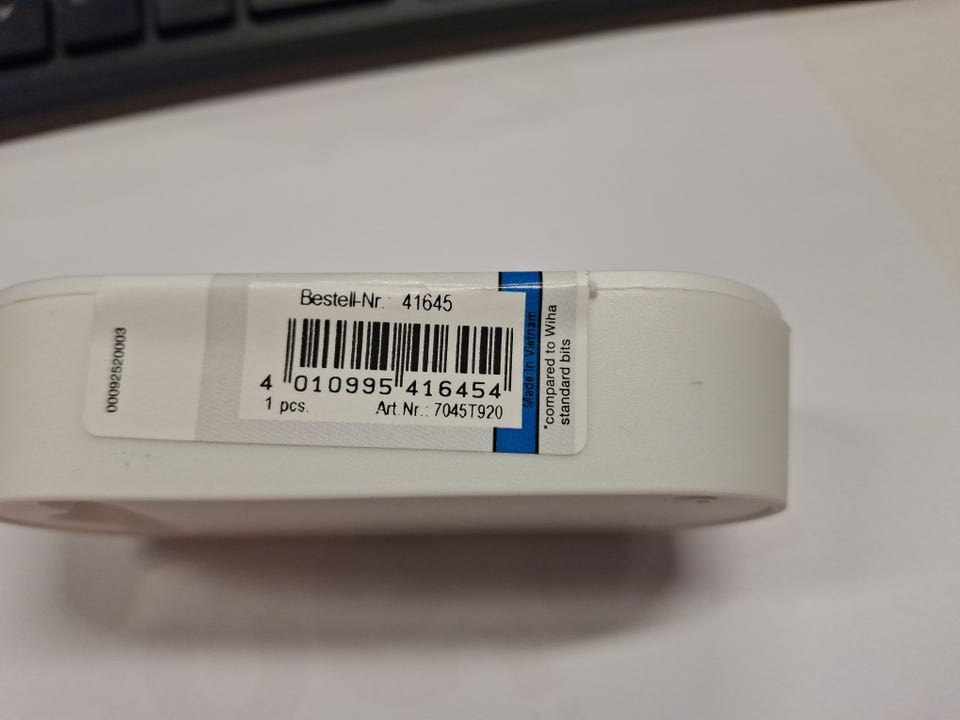 Bestell-Nr.: 41645
4 010995 416454
1 pcs. Art.Nr.: 7045T920
00092520003
Made in Vietnam
*compared to Wiha
standard bits